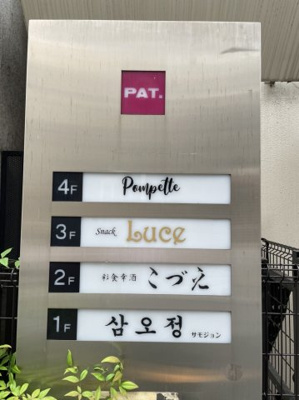 PAT.
4F Pompette
3F Snack Luce
2F 彩食幸酒 こづえ
1F 삼오정 サモジョン